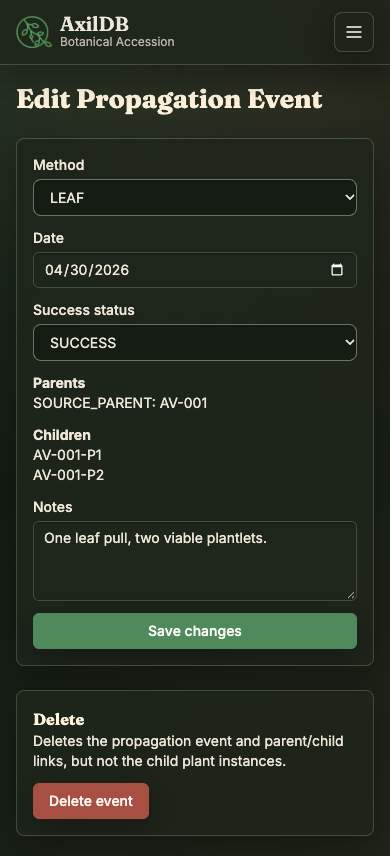 AxilDB
Botanical Accession
Edit Propagation Event
Method
LEAF
Date
04/30/2026
Success status
SUCCESS
Parents
SOURCE_PARENT: AV-001
Children
AV-001-P1
AV-001-P2
Notes
One leaf pull, two viable plantlets.
Save changes
Delete
Deletes the propagation event and parent/child
links, but not the child plant instances.
Delete event